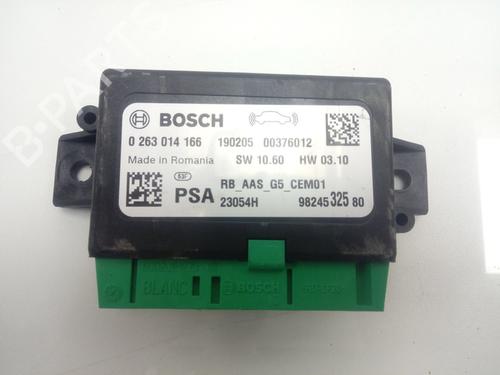 B-PARTS
BOSCH
0 263 014 166 190205 00376012
Made in Romania SW 10.60 HW 03.10
RB_AAS_G5_CEM01
PSA 23054H 98245 325 80
BLANC BOSCH